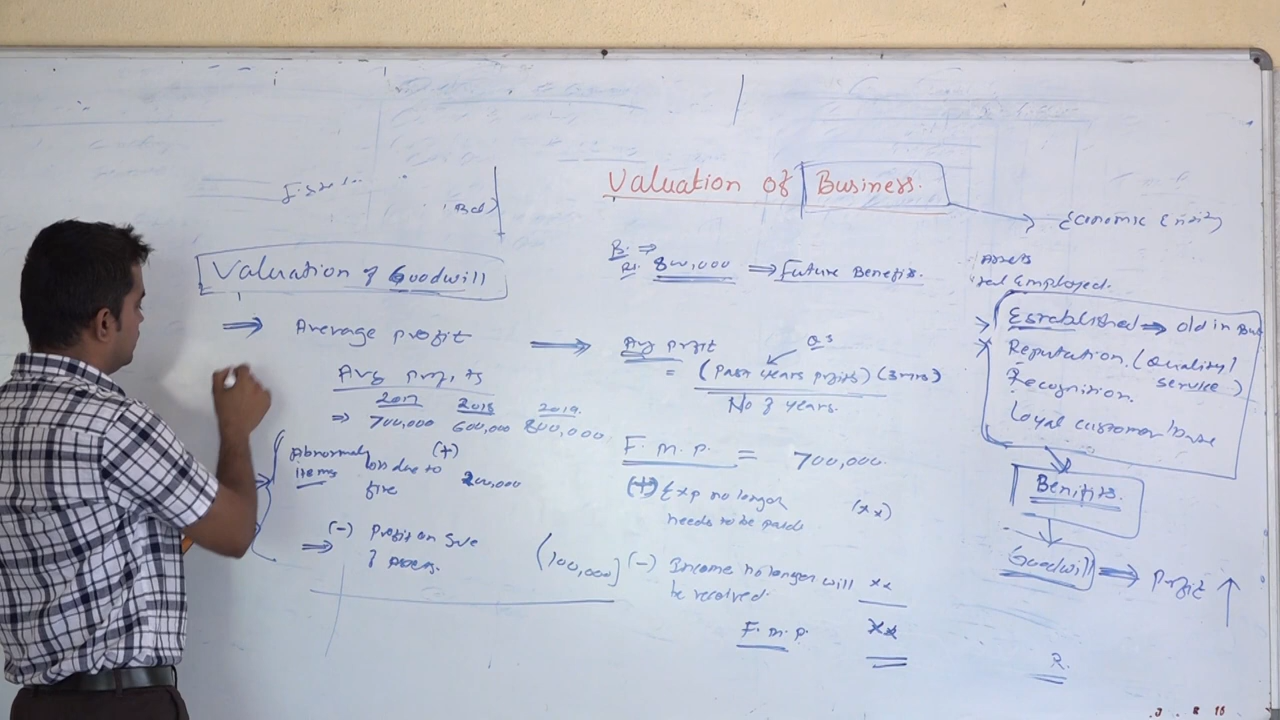 Valuation of Business.
Economic Entity
Valuation of Goodwill
800,000 ⇒ Future Benefits.
Assets
Employed.
⇒ Average profit
Avg profits
2017 2018 2019
⇒ 700,000 600,000 800,000
Abnormal (+)
items loss due to 200,000
fire
(-) Profit on Sale (100,000)
⇒ of assets.
Avg profit
= (Past years profits) (3 yrs)
No of years.
F.M.P. = 700,000
(+) Exp no longer (xx)
needs to be paid
(-) Income no longer will xx
be received.
F.M.P. xx
Established ⇒ old in Bus
Reputation. (Quality/
service)
Recognition.
Loyal customer base
Benifits.
Goodwill ⇒ Profit ↑
R.